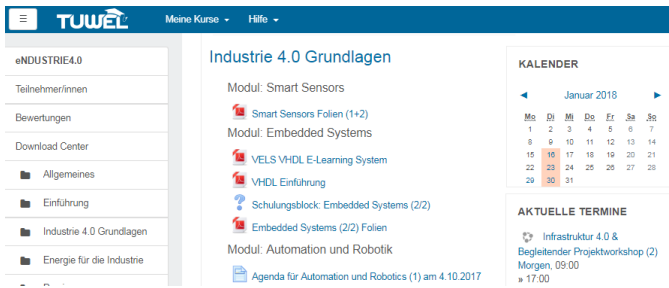 TUWEL
Meine Kurse
Hilfe
eNDUSTRIE4.0
Teilnehmer/innen
Bewertungen
Download Center
Allgemeines
Einführung
Industrie 4.0 Grundlagen
Energie für die Industrie
Industrie 4.0 Grundlagen
Modul: Smart Sensors
Smart Sensors Folien (1+2)
Modul: Embedded Systems
VELS VHDL E-Learning System
VHDL Einführung
Schulungsblock: Embedded Systems (2/2)
Embedded Systems (2/2) Folien
Modul: Automation und Robotik
Agenda für Automation und Robotics (1) am 4.10.2017
KALENDER
◄ Januar 2018 ►
Mo Di Mi Do Fr Sa So
1 2 3 4 5 6 7
8 9 10 11 12 13 14
15 16 17 18 19 20 21
22 23 24 25 26 27 28
29 30 31
AKTUELLE TERMINE
Infrastruktur 4.0 &
Begleitender Projektworkshop (2)
Morgen, 09:00
» 17:00